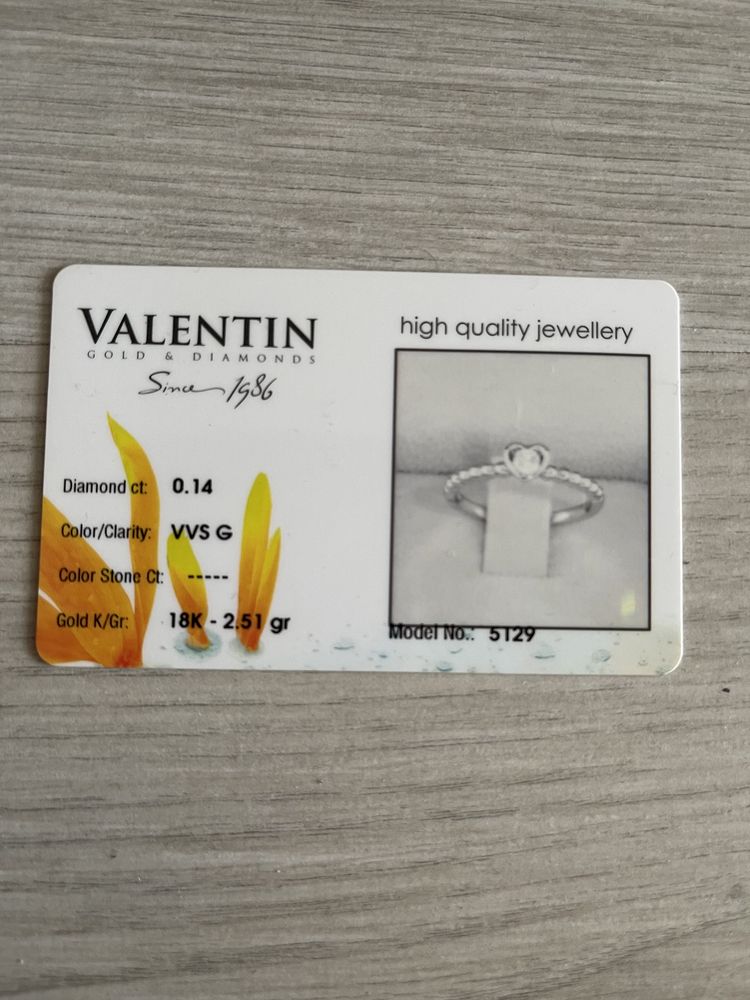 VALENTIN
GOLD & DIAMONDS
Since 1986
high quality jewellery
Diamond ct: 0.14
Color/Clarity: VVS G
Color Stone Ct: -----
Gold K/Gr: 18K - 2.51 gr
Model No.: 5129